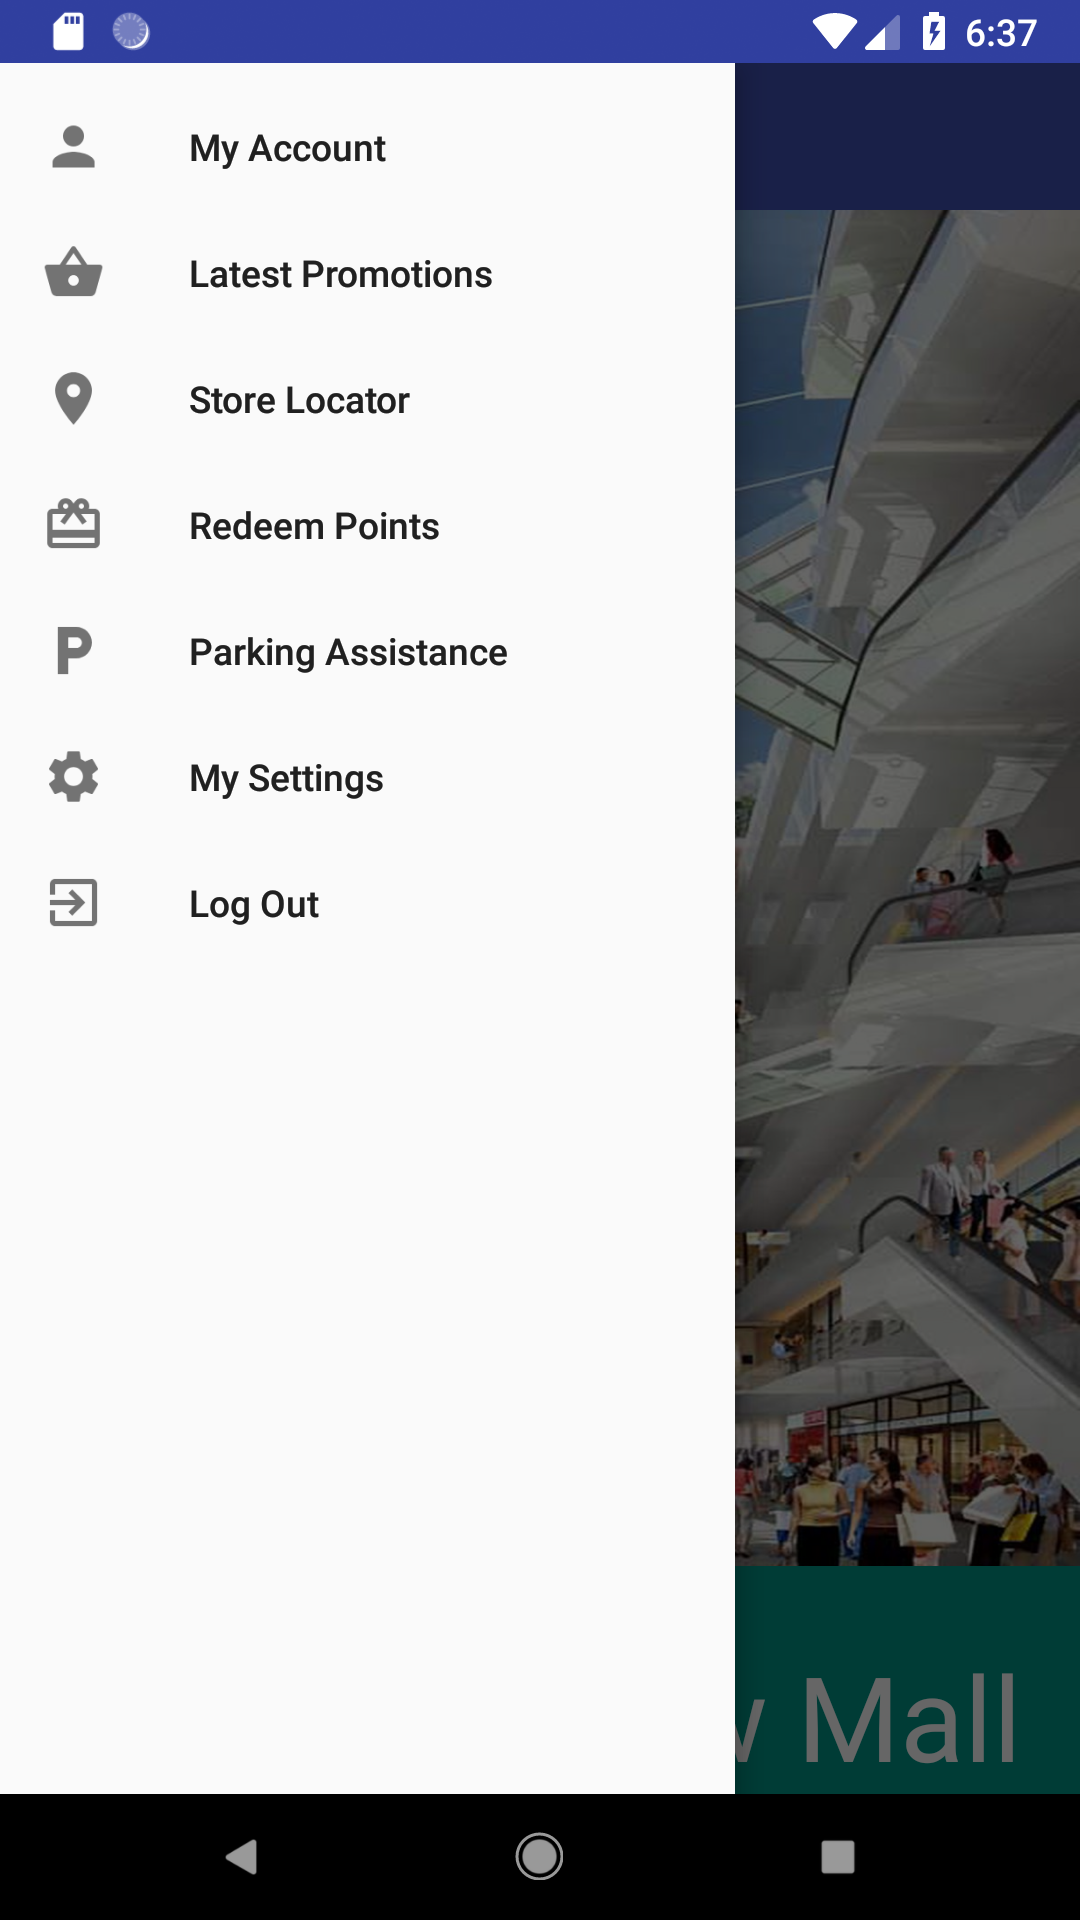 6:37
My Account
Latest Promotions
Store Locator
Redeem Points
P Parking Assistance
My Settings
Log Out
Mall